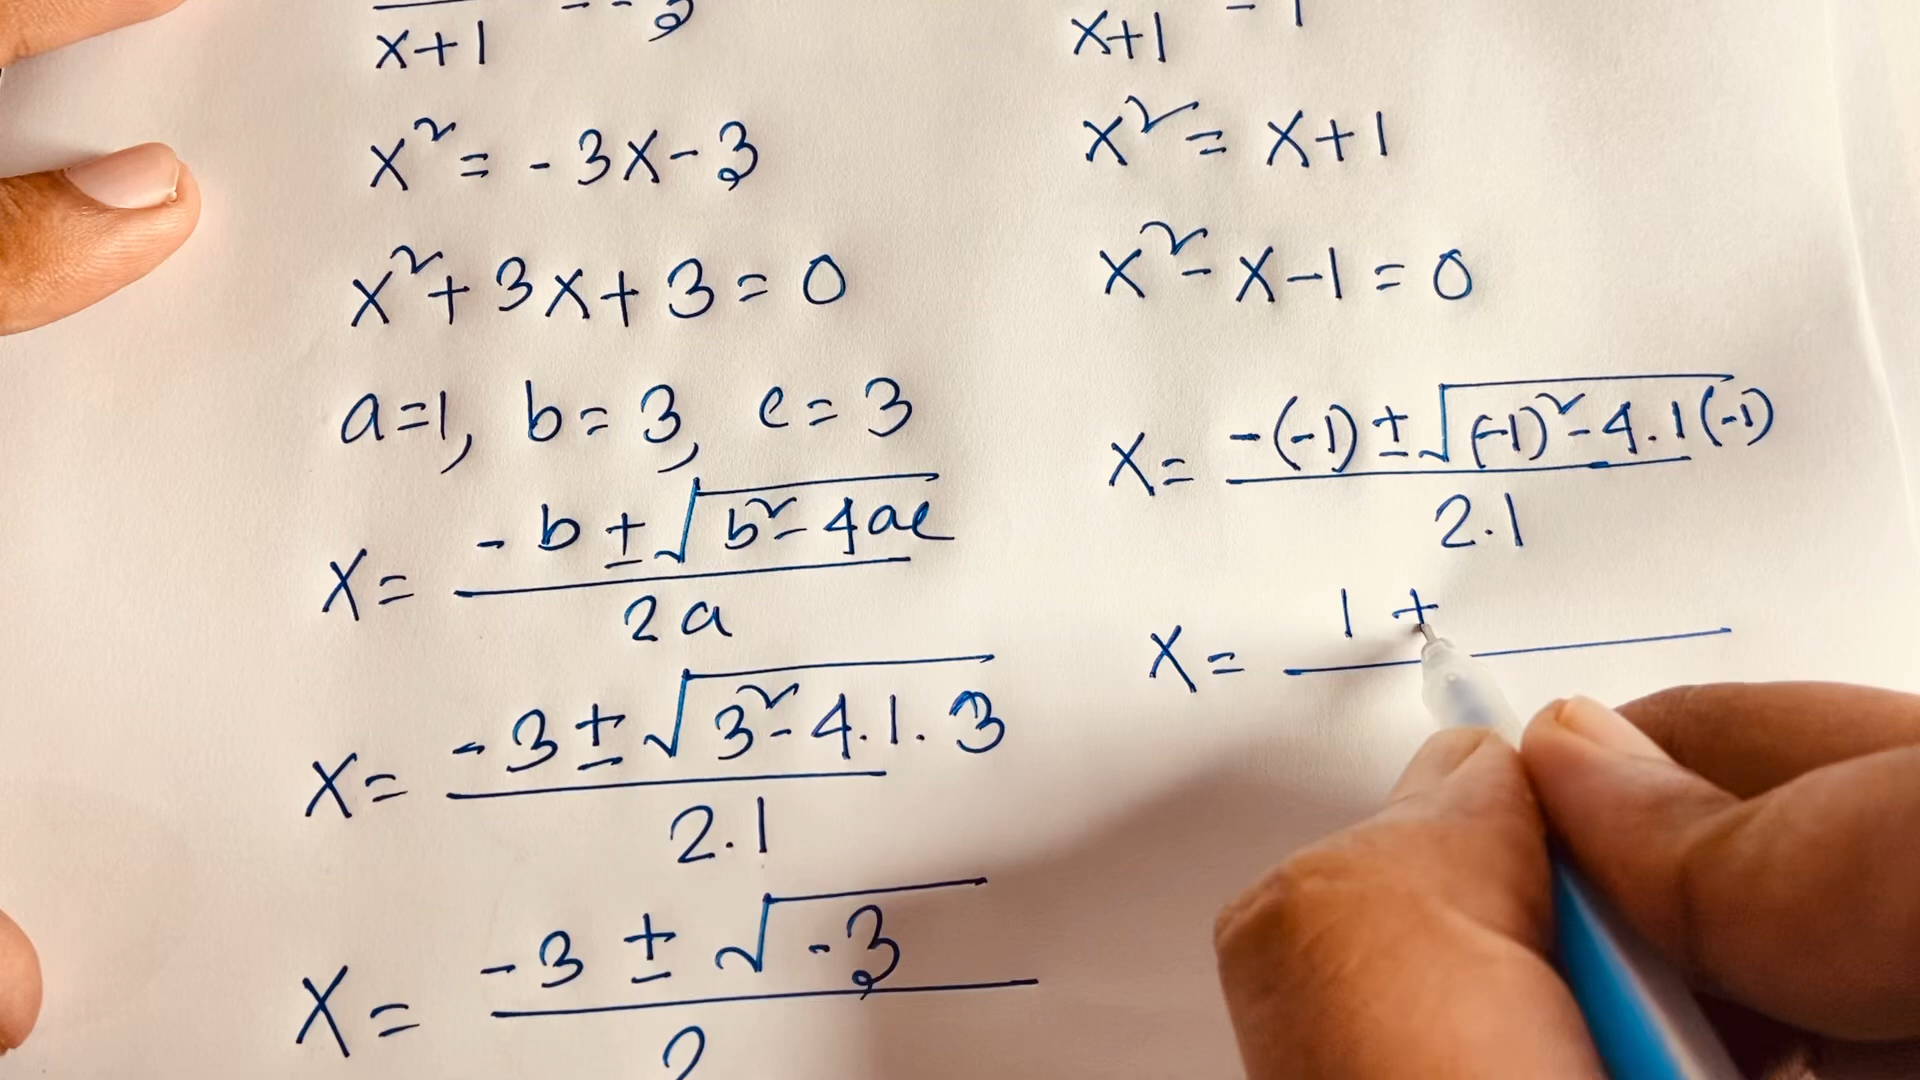 x+1
x² = -3x-3
x²+3x+3=0
a=1, b=3, c=3
x= (-b ± √(b²-4ac))/(2a)
x= (-3 ± √(3²-4.1.3))/(2.1)
x= (-3 ± √-3)/2
x+1
x² = x+1
x²-x-1=0
x= (-(-1) ± √((-1)²-4.1(-1)))/(2.1)
x= 1 +